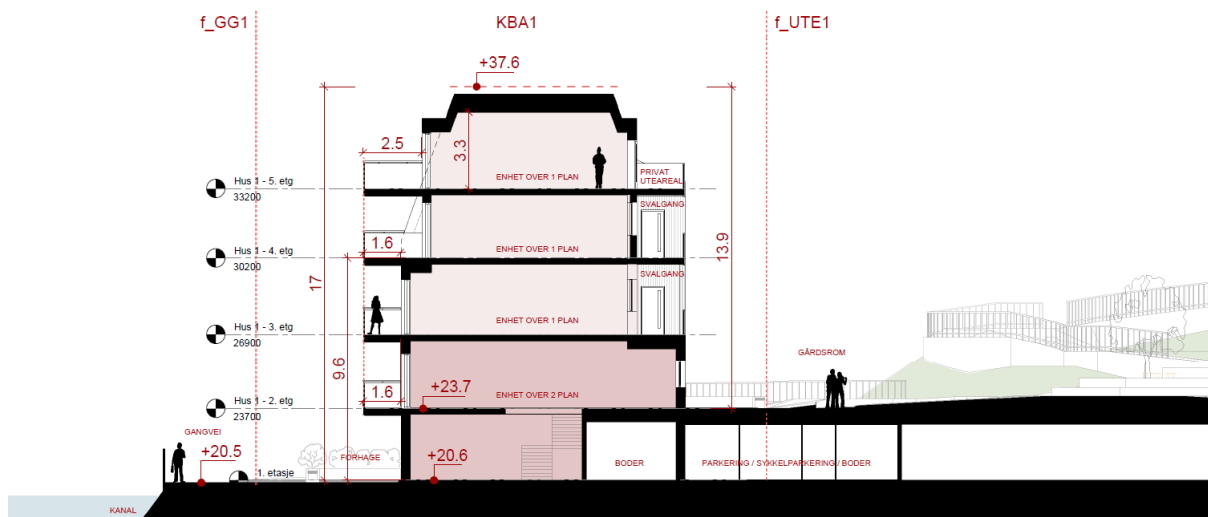 f_GG1
KBA1
f_UTE1
+37.6
2.5
3.3
ENHET OVER 1 PLAN
PRIVAT
UTEAREAL
Hus 1 - 5. etg
33200
SVALGANG
1.6
ENHET OVER 1 PLAN
Hus 1 - 4. etg
30200
17
13.9
SVALGANG
ENHET OVER 1 PLAN
Hus 1 - 3. etg
26900
GÅRDSROM
9.6
1.6
+23.7
ENHET OVER 2 PLAN
Hus 1 - 2. etg
23700
GANGVEI
+20.5
FORHAGE
+20.6
BODER
PARKERING / SYKKELPARKERING / BODER
1. etasje
KANAL